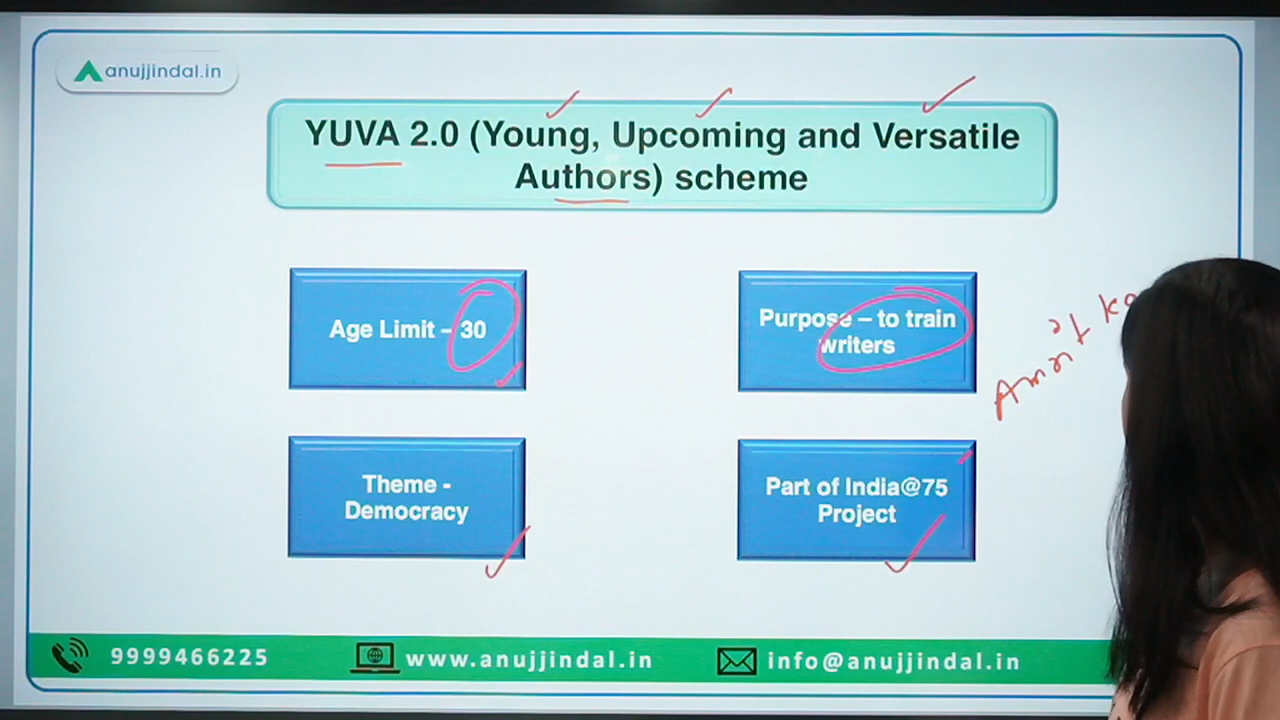 anujjindal.in
YUVA 2.0 (Young, Upcoming and Versatile
Authors) scheme
Age Limit – 30
Purpose – to train
writers
Amrit
Theme -
Democracy
Part of India@75
Project
9999466225
www.anujjindal.in
info@anujjindal.in